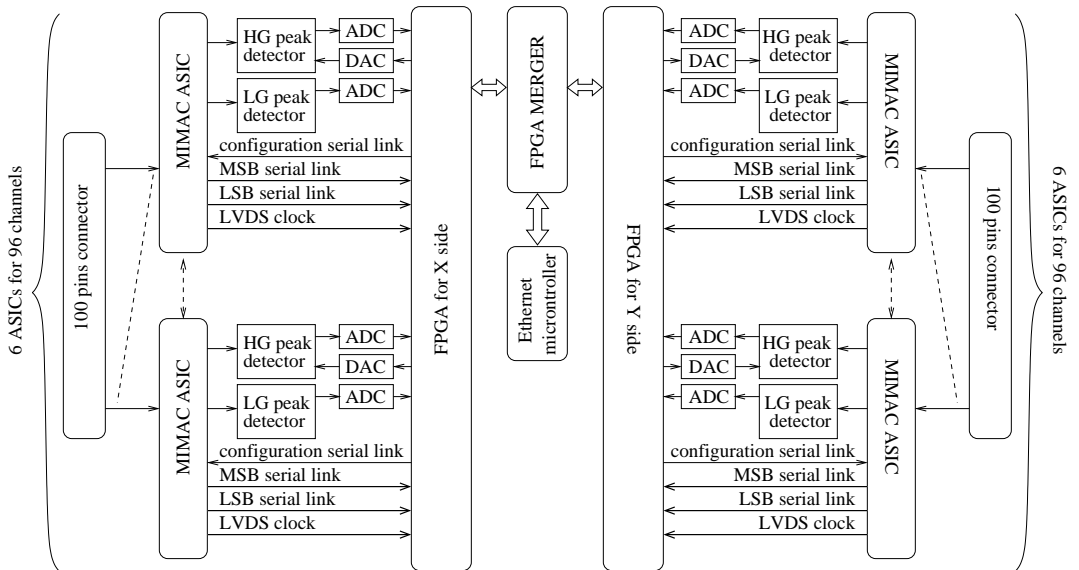 6 ASICs for 96 channels
100 pins connector
MIMAC ASIC
HG peak
detector
ADC
DAC
LG peak
detector
ADC
configuration serial link
MSB serial link
LSB serial link
LVDS clock
MIMAC ASIC
HG peak
detector
ADC
DAC
LG peak
detector
ADC
configuration serial link
MSB serial link
LSB serial link
LVDS clock
FPGA for X side
FPGA MERGER
Ethernet
microntroller
FPGA for Y side
ADC
HG peak
detector
DAC
ADC
LG peak
detector
configuration serial link
MSB serial link
LSB serial link
LVDS clock
MIMAC ASIC
ADC
HG peak
detector
DAC
ADC
LG peak
detector
configuration serial link
MSB serial link
LSB serial link
LVDS clock
MIMAC ASIC
100 pins connector
6 ASICs for 96 channels